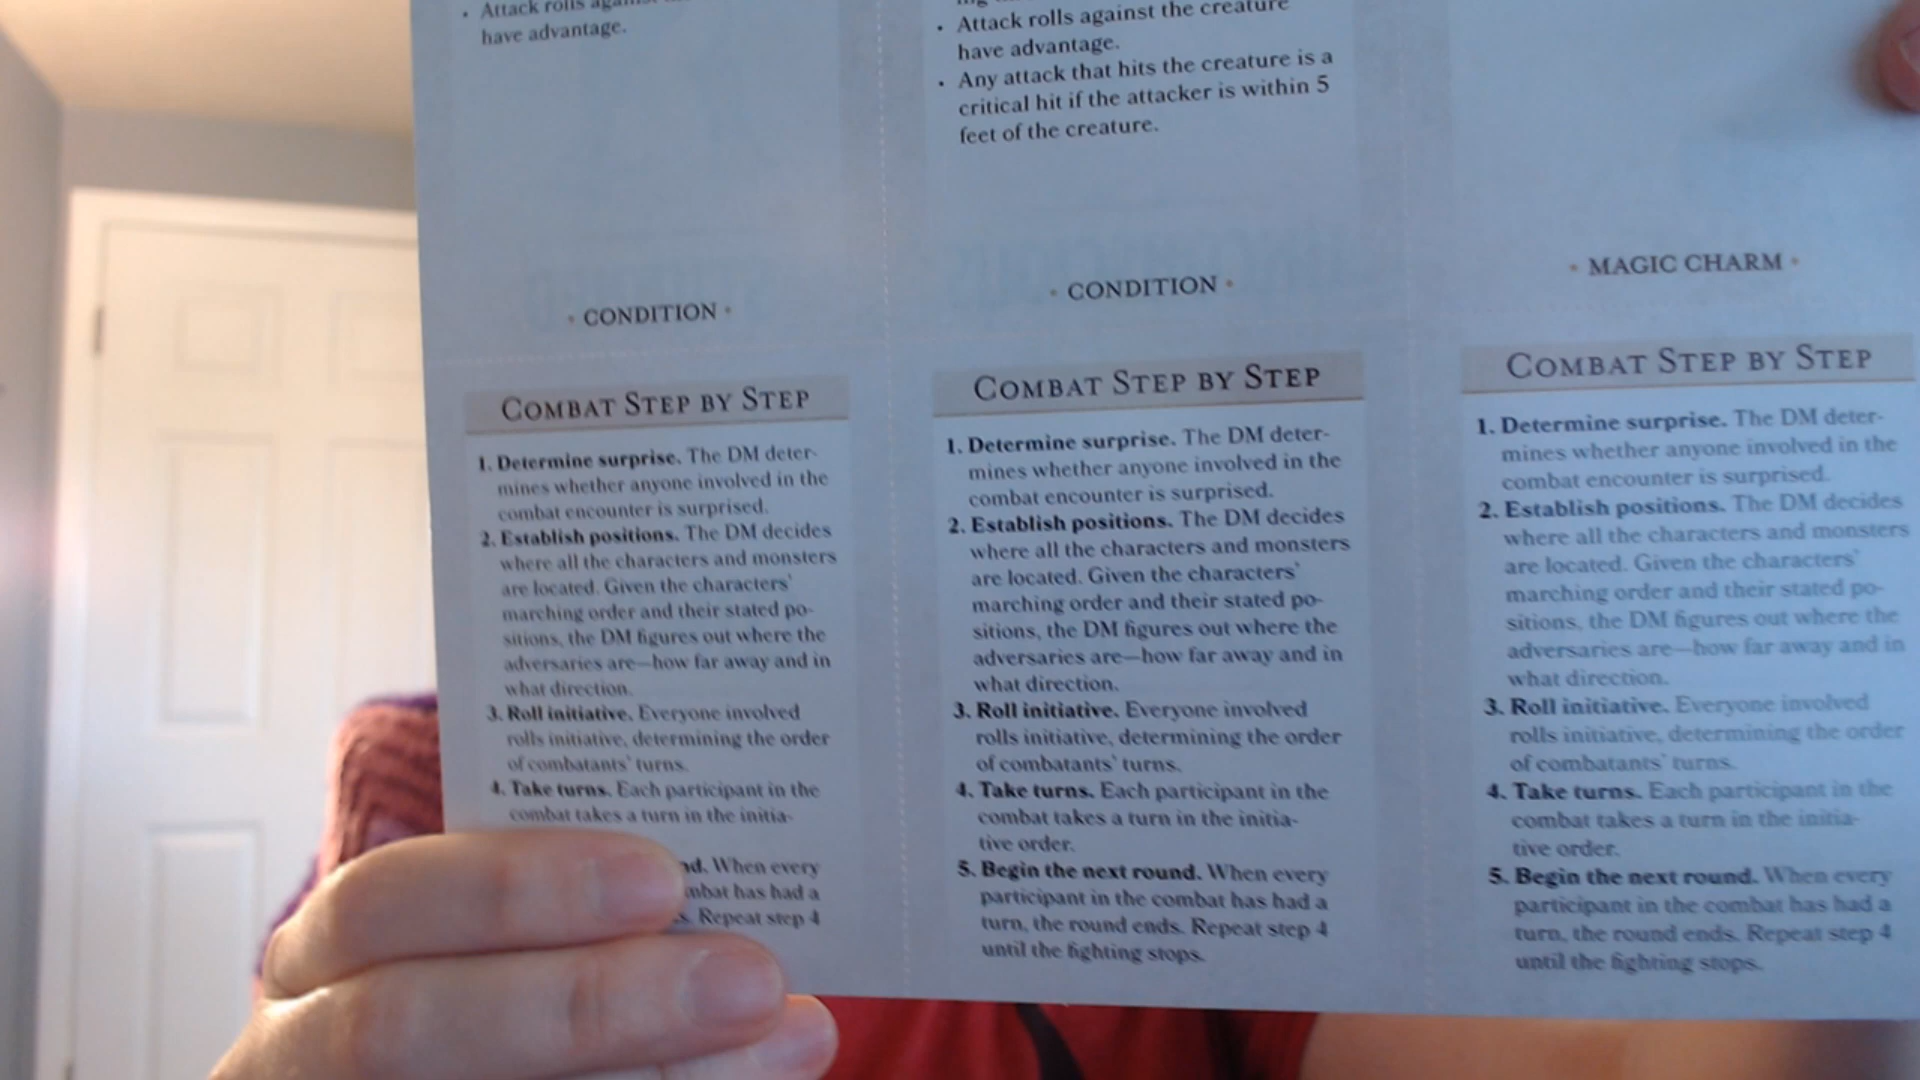 • Attack rolls against
have advantage.
• CONDITION •
COMBAT STEP BY STEP
1. Determine surprise. The DM deter-
mines whether anyone involved in the
combat encounter is surprised.
2. Establish positions. The DM decides
where all the characters and monsters
are located. Given the characters'
marching order and their stated po-
sitions, the DM figures out where the
adversaries are—how far away and in
what direction.
3. Roll initiative. Everyone involved
rolls initiative, determining the order
of combatants' turns.
4. Take turns. Each participant in the
combat takes a turn in the initia-
When every
has had a
Repeat step 4
• Attack rolls against the creature
have advantage.
• Any attack that hits the creature is a
critical hit if the attacker is within 5
feet of the creature.
• CONDITION •
COMBAT STEP BY STEP
1. Determine surprise. The DM deter-
mines whether anyone involved in the
combat encounter is surprised.
2. Establish positions. The DM decides
where all the characters and monsters
are located. Given the characters'
marching order and their stated po-
sitions, the DM figures out where the
adversaries are—how far away and in
what direction.
3. Roll initiative. Everyone involved
rolls initiative, determining the order
of combatants' turns.
4. Take turns. Each participant in the
combat takes a turn in the initia-
tive order.
5. Begin the next round. When every
participant in the combat has had a
turn, the round ends. Repeat step 4
until the fighting stops.
• MAGIC CHARM •
COMBAT STEP BY STEP
1. Determine surprise. The DM deter-
mines whether anyone involved in the
combat encounter is surprised.
2. Establish positions. The DM decides
where all the characters and monsters
are located. Given the characters'
marching order and their stated po-
sitions, the DM figures out where the
adversaries are—how far away and in
what direction.
3. Roll initiative. Everyone involved
rolls initiative, determining the order
of combatants' turns.
4. Take turns. Each participant in the
combat takes a turn in the initia-
tive order.
5. Begin the next round. When every
participant in the combat has had a
turn, the round ends. Repeat step 4
until the fighting stops.